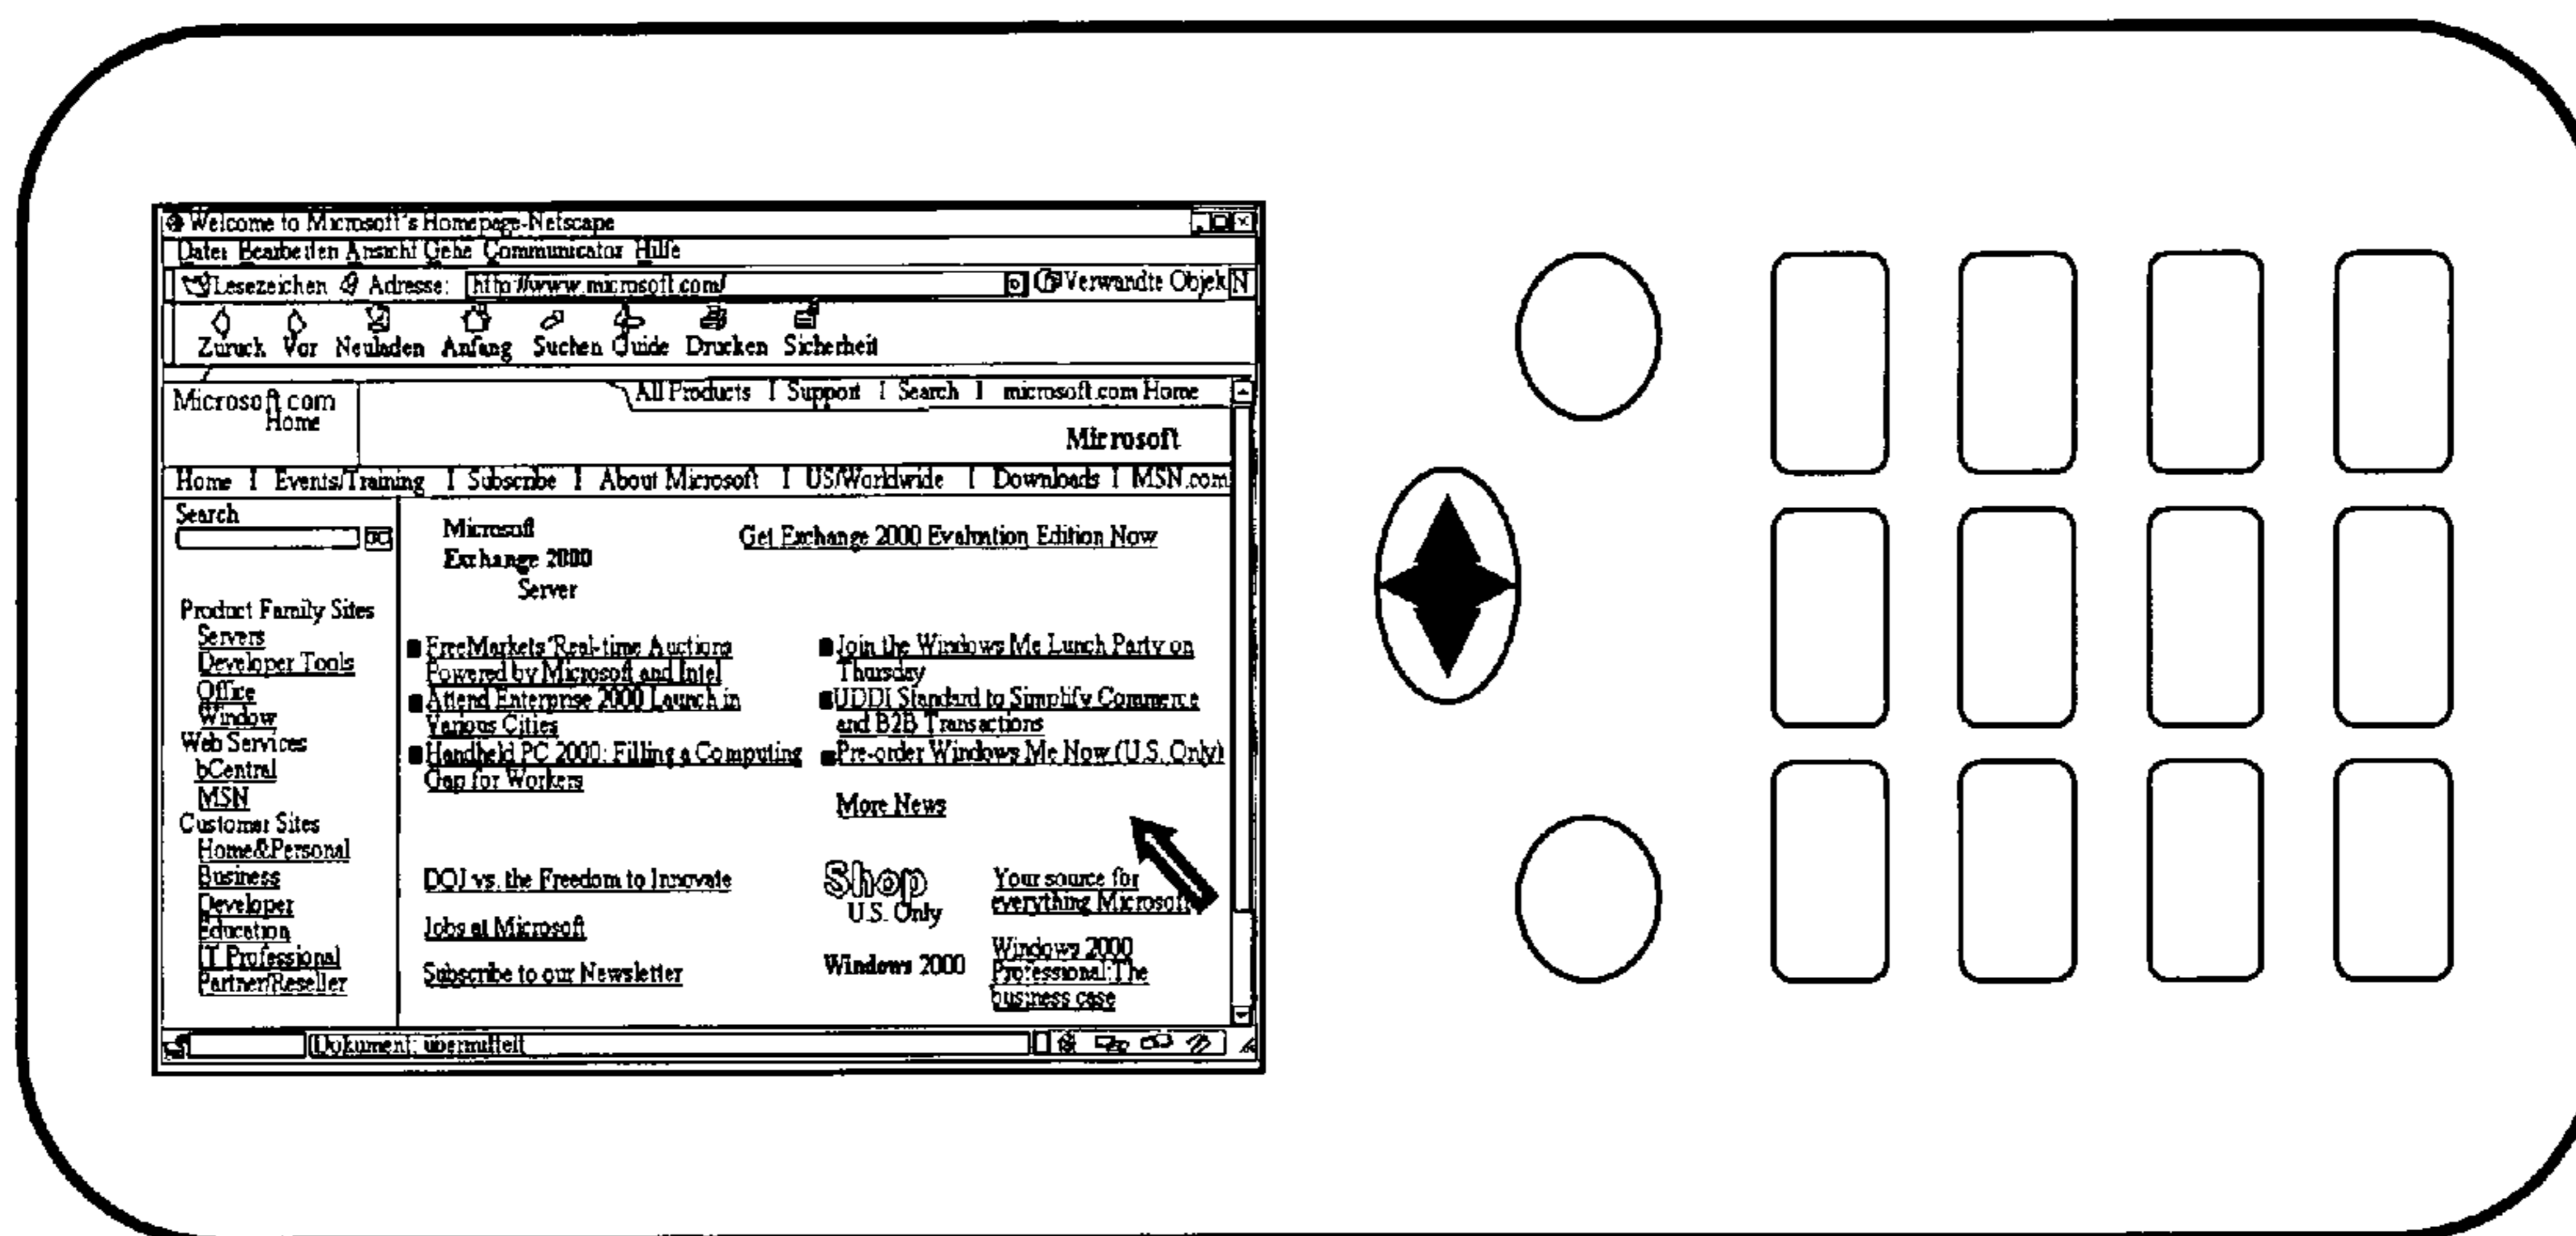 Welcome to Microsoft's Homepage-Netscape
Datei Bearbeiten Ansicht Gehe Communicator Hilfe
Lesezeichen Adresse: http://www.microsoft.com/ Verwandte Objek N
Zuruck Vor Neuladen Anfang Suchen Guide Drucken Sicherheit
All Products I Support I Search I microsoft.com Home
Microsoft.com
Home
Microsoft
Home I Events/Training I Subscribe I About Microsoft I US/Worldwide I Downloads I MSN.com
Search
Product Family Sites
Servers
Developer Tools
Office
Window
Web Services
bCentral
MSN
Customer Sites
Home&Personal
Business
Developer
Education
IT Professional
Partner/Reseller
Microsoft
Exchange 2000
Server
Get Exchange 2000 Evaluation Edition Now
FreeMarkets' Real-time Auctions
Powered by Microsoft and Intel
Attend Enterprise 2000 Launch in
Various Cities
Handheld PC 2000: Filling a Computing
Gap for Workers
Join the Windows Me Lunch Party on
Thursday
UDDI Standard to Simplify Commerce
and B2B Transactions
Pre-order Windows Me Now (U.S. Only)
More News
DOJ vs. the Freedom to Innovate
Jobs at Microsoft
Subscribe to our Newsletter
Shop
U.S. Only
Your source for
everything Microsoft
Windows 2000
Windows 2000
Professional:The
business case
Dokument: übermittelt